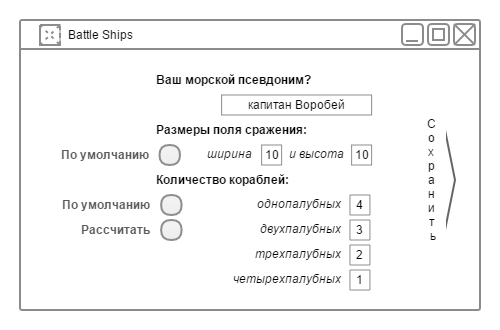 Battle Ships
Ваш морской псевдоним?
капитан Воробей
Размеры поля сражения:
По умолчанию ширина 10 и высота 10
Количество кораблей:
По умолчанию однопалубных 4
Рассчитать двухпалубных 3
трехпалубных 2
четырехпалубных 1
Сохранить